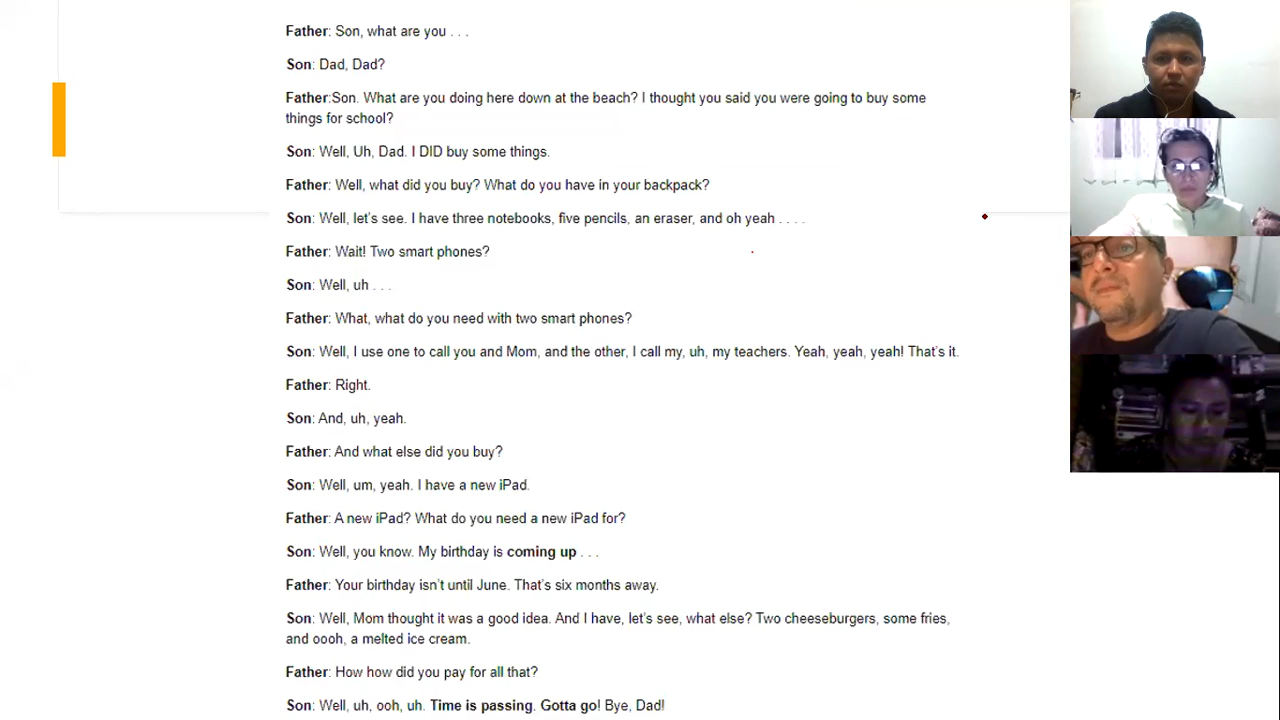 Father: Son, what are you . . .
Son: Dad, Dad?
Father:Son. What are you doing here down at the beach? I thought you said you were going to buy some
things for school?
Son: Well, Uh, Dad. I DID buy some things.
Father: Well, what did you buy? What do you have in your backpack?
Son: Well, let's see. I have three notebooks, five pencils, an eraser, and oh yeah . . . .
Father: Wait! Two smart phones?
Son: Well, uh . . .
Father: What, what do you need with two smart phones?
Son: Well, I use one to call you and Mom, and the other, I call my, uh, my teachers. Yeah, yeah, yeah! That's it.
Father: Right.
Son: And, uh, yeah.
Father: And what else did you buy?
Son: Well, um, yeah. I have a new iPad.
Father: A new iPad? What do you need a new iPad for?
Son: Well, you know. My birthday is coming up . . .
Father: Your birthday isn't until June. That's six months away.
Son: Well, Mom thought it was a good idea. And I have, let's see, what else? Two cheeseburgers, some fries,
and oooh, a melted ice cream.
Father: How how did you pay for all that?
Son: Well, uh, ooh, uh. Time is passing. Gotta go! Bye, Dad!